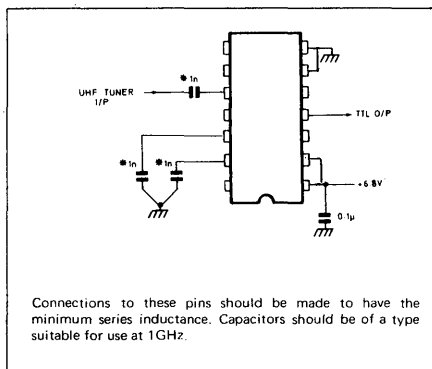 * 1n
UHF TUNER
I/P
TTL O/P
*1n
*1n
+6.8V
0.1μ
Connections to these pins should be made to have the
minimum series inductance. Capacitors should be of a type
suitable for use at 1GHz.